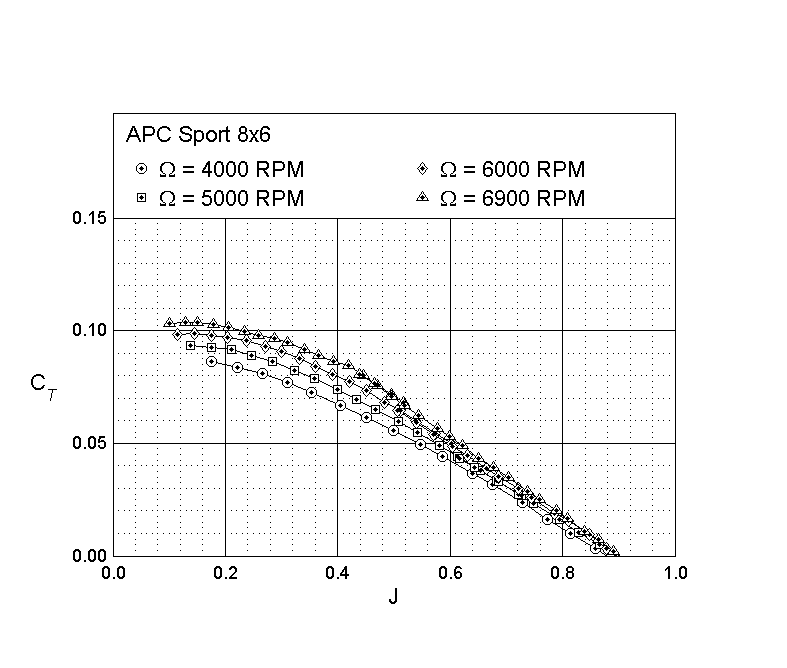 APC Sport 8x6
Ω = 4000 RPM Ω = 6000 RPM
Ω = 5000 RPM Ω = 6900 RPM
0.15
0.10
C_T
0.05
0.00
0.0 0.2 0.4 0.6 0.8 1.0
J